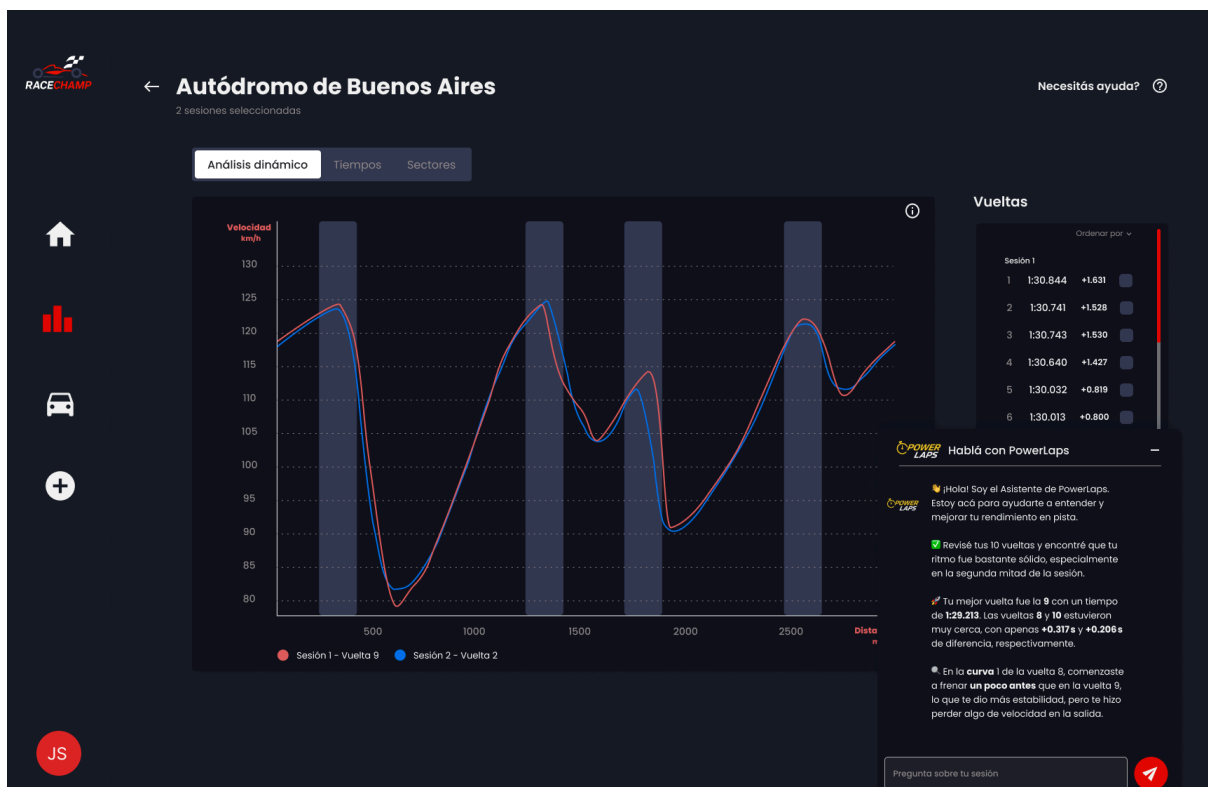 RACECHAMP
← Autódromo de Buenos Aires
2 sesiones seleccionadas
Necesitás ayuda?
Análisis dinámico
Tiempos
Sectores
Velocidad
km/h
130
125
120
115
110
105
100
95
90
85
80
500
1000
1500
2000
2500
Sesión 1 - Vuelta 9
Sesión 2 - Vuelta 2
Vueltas
Ordenar por
Sesión 1
1 1:30.844 +1.631
2 1:30.741 +1.528
3 1:30.743 +1.530
4 1:30.640 +1.427
5 1:30.032 +0.819
6 1:30.013 +0.800
POWER
LAPS
Hablá con PowerLaps
POWER
LAPS
👋 ¡Hola! Soy el Asistente de PowerLaps.
Estoy acá para ayudarte a entender y
mejorar tu rendimiento en pista.
✅ Revisé tus 10 vueltas y encontré que tu
ritmo fue bastante sólido, especialmente
en la segunda mitad de la sesión.
🚀 Tu mejor vuelta fue la 9 con un tiempo
de 1:29.213. Las vueltas 8 y 10 estuvieron
muy cerca, con apenas +0.317 s y +0.206 s
de diferencia, respectivamente.
🔍 En la curva 1 de la vuelta 8, comenzaste
a frenar un poco antes que en la vuelta 9,
lo que te dio más estabilidad, pero te hizo
perder algo de velocidad en la salida.
Pregunta sobre tu sesión
JS